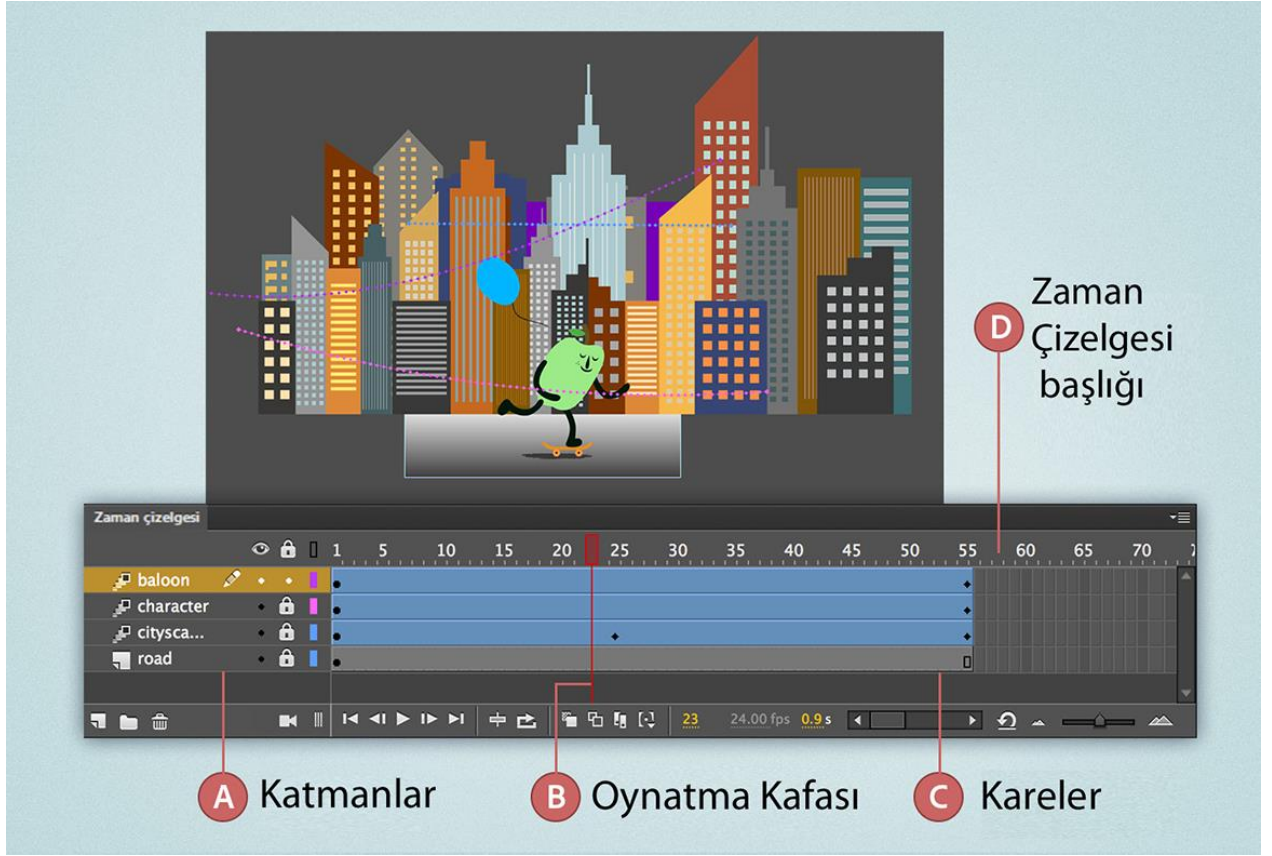 Zaman
D Çizelgesi
başlığı
Zaman çizelgesi
1 5 10 15 20 25 30 35 40 45 50 55 60 65 70
baloon
character
citysca...
road
23 24.00 fps 0.9 s
A Katmanlar
B Oynatma Kafası
C Kareler